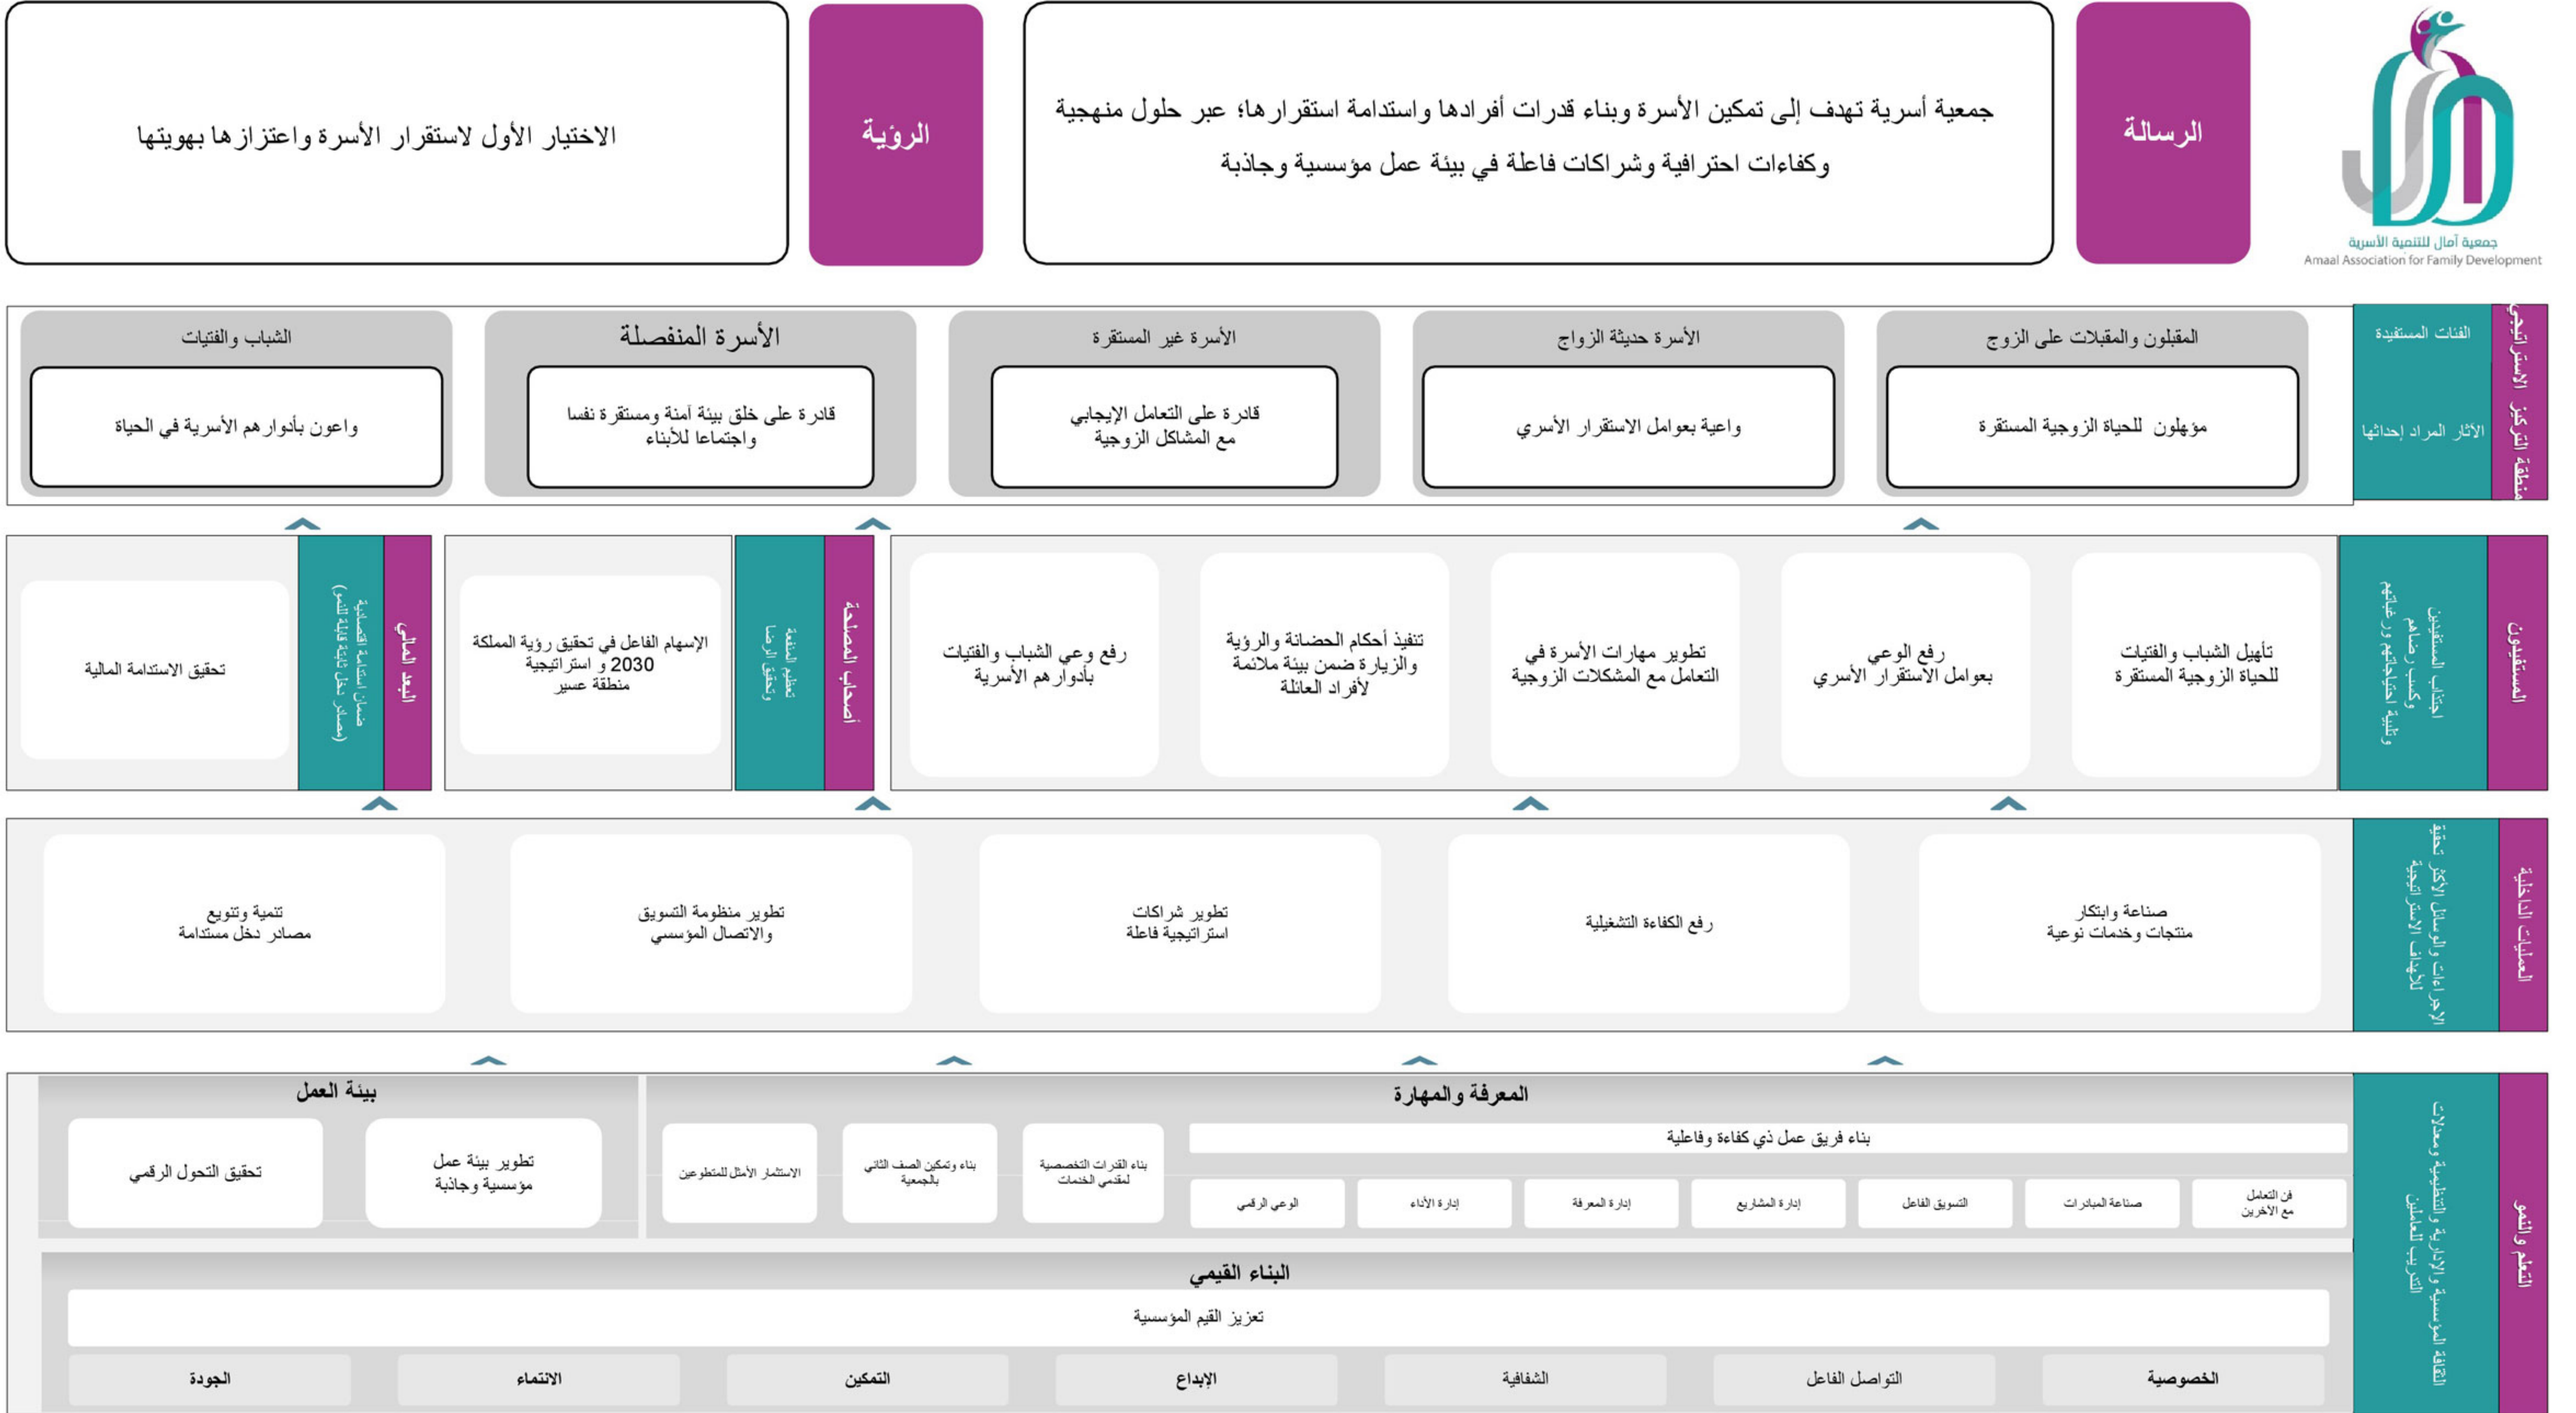 جمعية آمال للتنمية الأسرية
Amaal Association for Family Development
الرسالة
جمعية أسرية تهدف إلى تمكين الأسرة وبناء قدرات أفرادها واستدامة استقرارها؛ عبر حلول منهجية
وكفاءات احترافية وشراكات فاعلة في بيئة عمل مؤسسية وجاذبة
الرؤية
الاختيار الأول لاستقرار الأسرة واعتزازها بهويتها
منطقة التركيز الاستراتيجي
الفئات المستفيدة
الآثار المراد إحداثها
المقبلون والمقبلات على الزوج
مؤهلون للحياة الزوجية المستقرة
الأسرة حديثة الزواج
واعية بعوامل الاستقرار الأسري
الأسرة غير المستقرة
قادرة على التعامل الإيجابي
مع المشاكل الزوجية
الأسرة المنفصلة
قادرة على خلق بيئة آمنة ومستقرة نفسا
واجتماعا للأبناء
الشباب والفتيات
واعون بأدوارهم الأسرية في الحياة
المستفيدون
اجتذاب المستفيدين
وكسب رضاهم
وتلبية احتياجاتهم ورغباتهم
تأهيل الشباب والفتيات
للحياة الزوجية المستقرة
رفع الوعي
بعوامل الاستقرار الأسري
تطوير مهارات الأسرة في
التعامل مع المشكلات الزوجية
تنفيذ أحكام الحضانة والرؤية
والزيارة ضمن بيئة ملائمة
لأفراد العائلة
رفع وعي الشباب والفتيات
بأدوارهم الأسرية
أصحاب المصلحة
تعظيم المنفعة
وتحقيق الرضا
الإسهام الفاعل في تحقيق رؤية المملكة
2030 و استراتيجية
منطقة عسير
البعد المالي
ضمان استدامة اقتصادية
(مصادر دخل ثابتة قابلة للنمو)
تحقيق الاستدامة المالية
العمليات الداخلية
الإجراءات والوسائل الأكثر تحقيق
للأهداف الاستراتيجية
صناعة وابتكار
منتجات وخدمات نوعية
رفع الكفاءة التشغيلية
تطوير شراكات
استراتيجية فاعلة
تطوير منظومة التسويق
والاتصال المؤسسي
تنمية وتنويع
مصادر دخل مستدامة
التعلم والنمو
الثقافة المؤسسية والإدارية والتنظيمية ومعدلات
التدريب للعاملين
المعرفة والمهارة
بناء فريق عمل ذي كفاءة وفاعلية
فن التعامل
مع الآخرين
صناعة المبادرات
التسويق الفاعل
إدارة المشاريع
إدارة المعرفة
إدارة الأداء
الوعي الرقمي
بناء القدرات التخصصية
لمقدمي الخدمات
بناء وتمكين الصف الثاني
بالجمعية
الاستثمار الأمثل للمتطوعين
بيئة العمل
تطوير بيئة عمل
مؤسسية وجاذبة
تحقيق التحول الرقمي
البناء القيمي
تعزيز القيم المؤسسية
الخصوصية
التواصل الفاعل
الشفافية
الإبداع
التمكين
الانتماء
الجودة